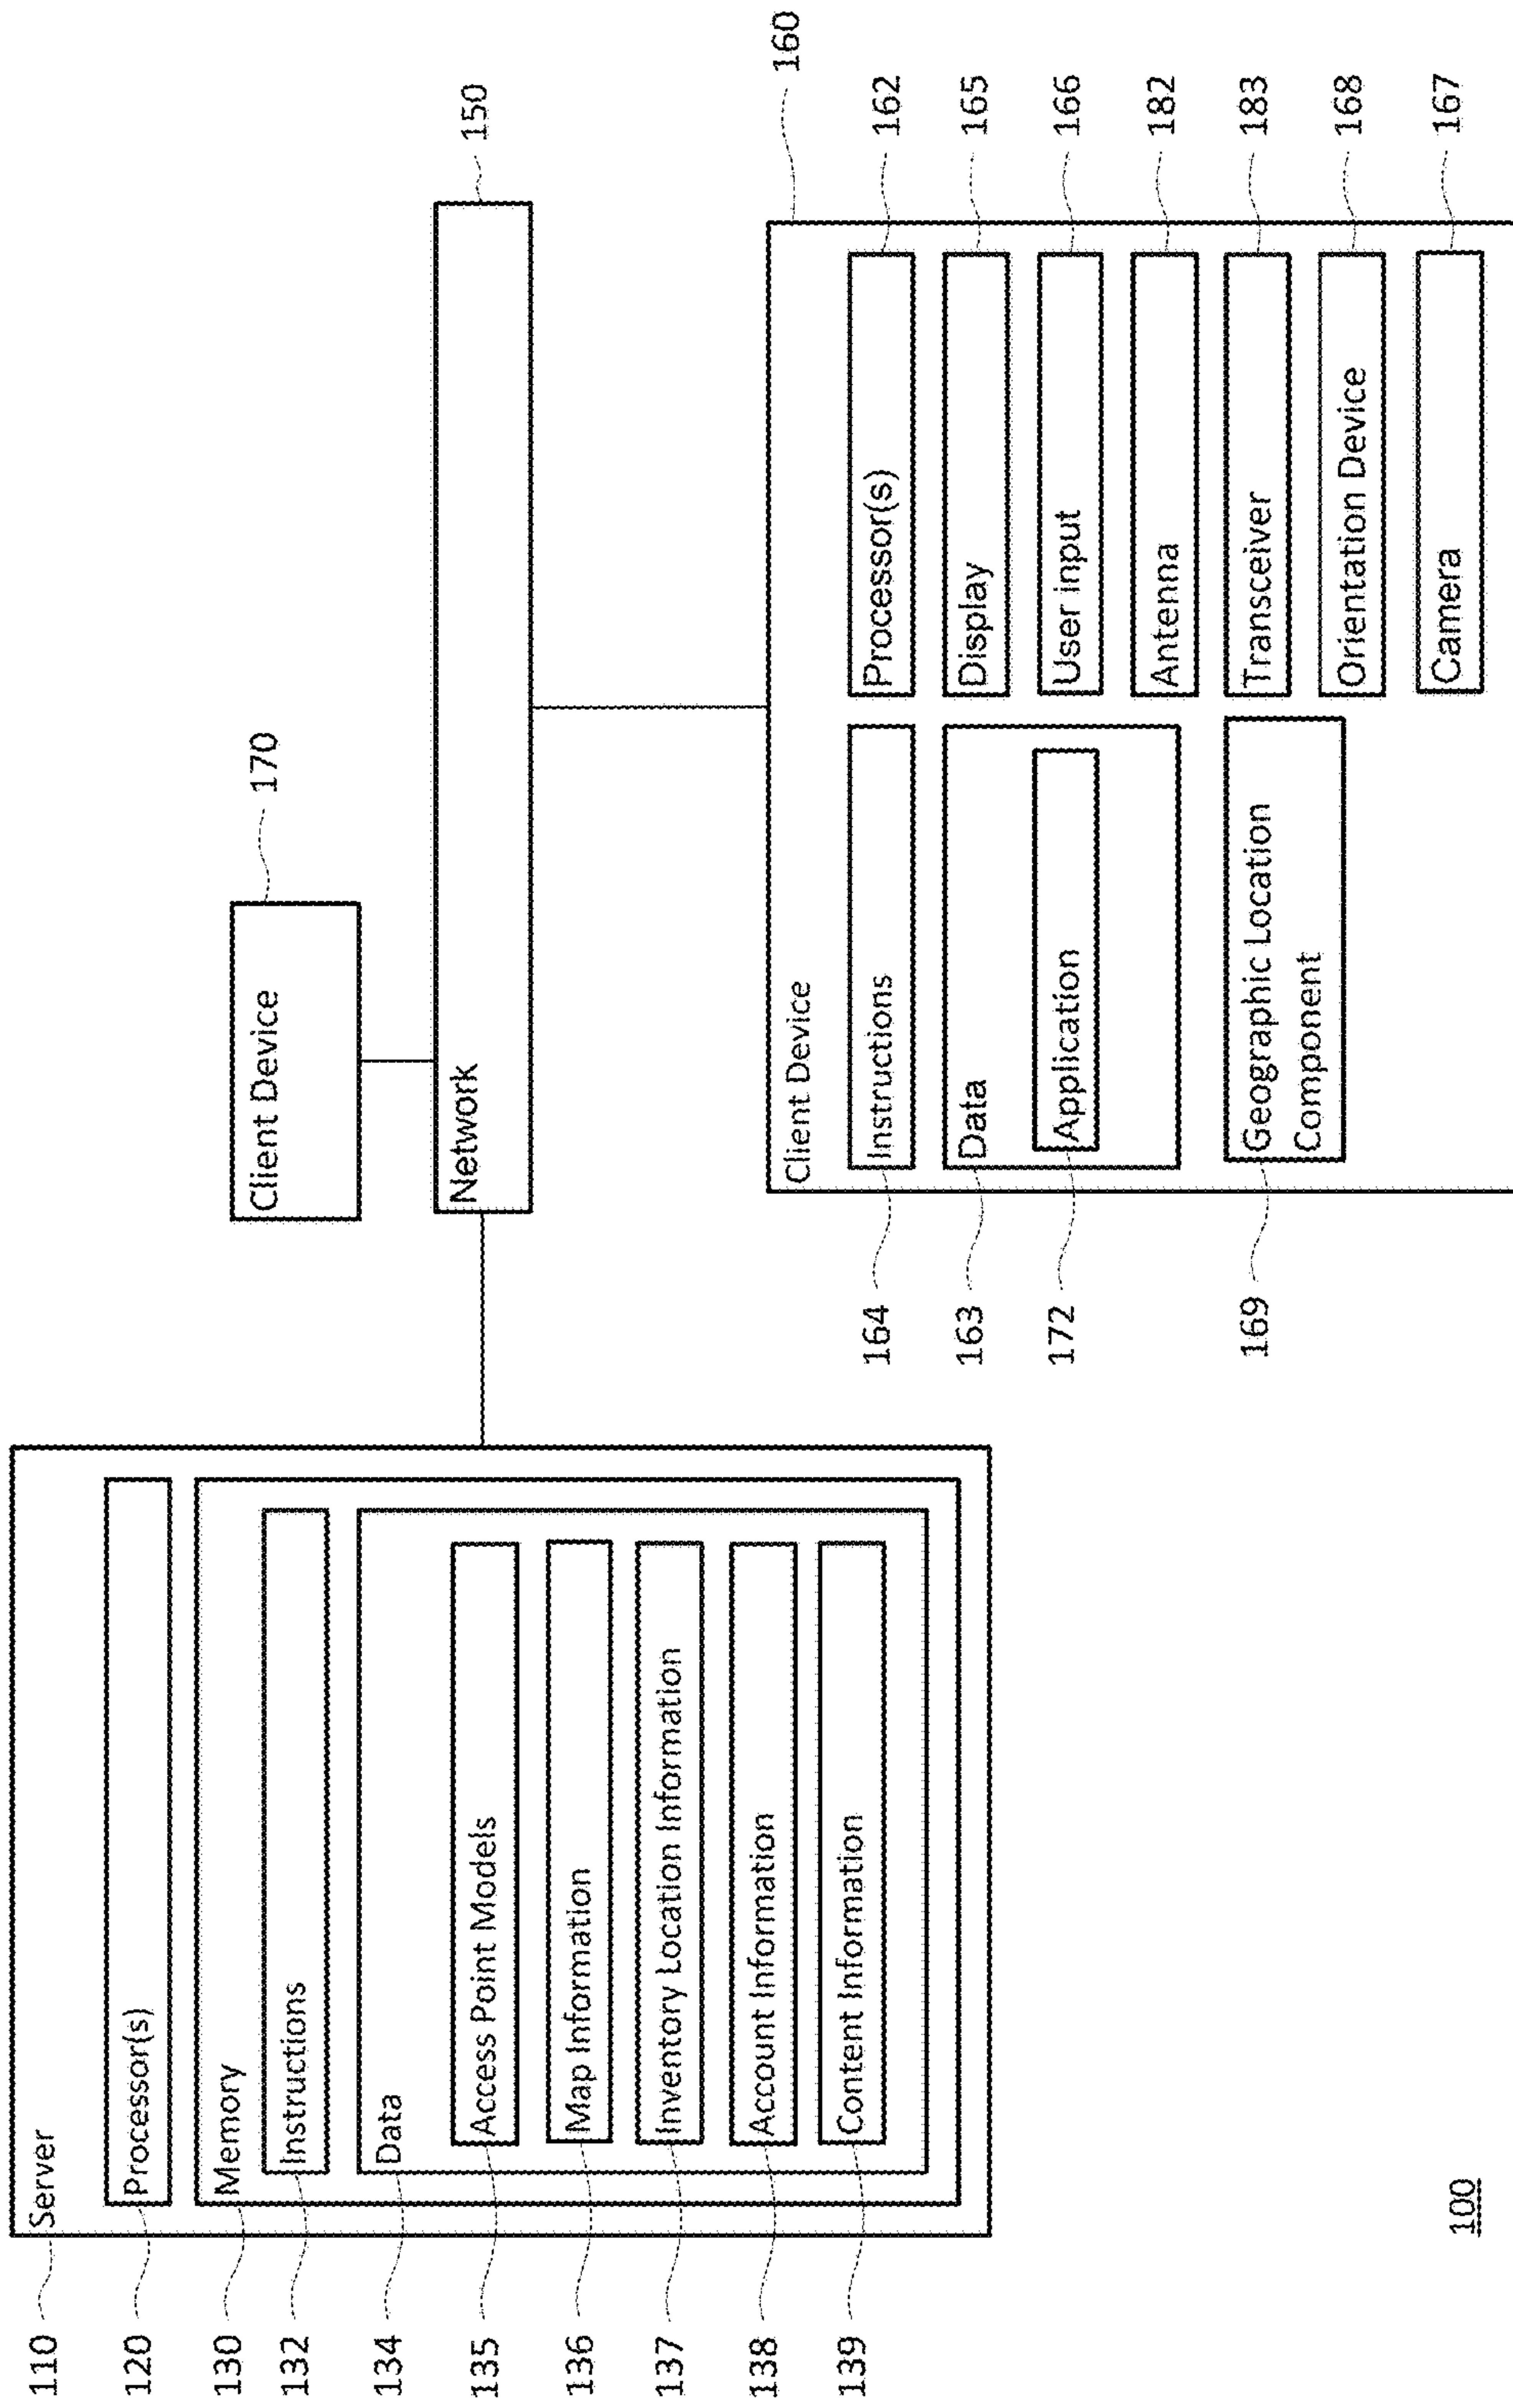 110
Server
120
Processor(s)
130
Memory
132
Instructions
134
Data
135
Access Point Models
136
Map Information
137
Inventory Location Information
138
Account Information
139
Content Information
Client Device
170
Network
150
Client Device
160
164
Instructions
163
Data
172
Application
169
Geographic Location
Component
Processor(s)
162
Display
165
User input
166
Antenna
182
Transceiver
183
Orientation Device
168
Camera
167
100